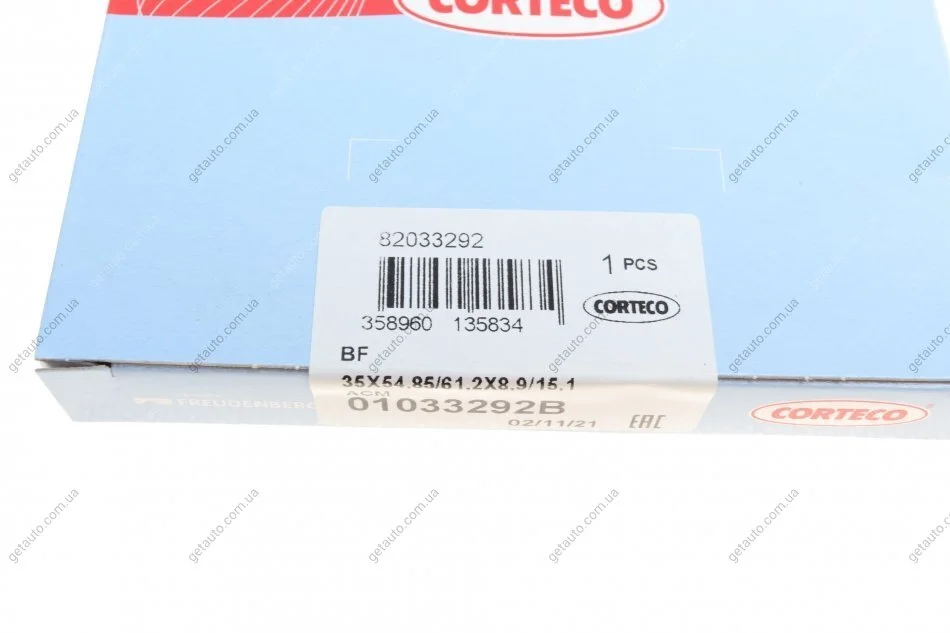 CORTECO
82033292
1 PCS
CORTECO
358960 135834
BF
35X54.85/61.2X8.9/15.1
ACM
01033292B
02/11/21 EAC
FREUDENBERG
CORTECO
getauto.com.ua